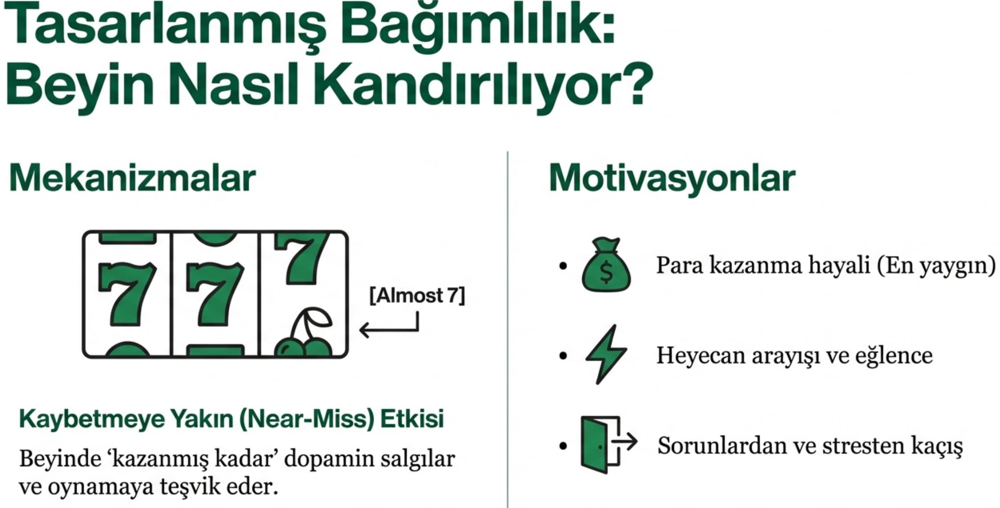 Tasarlanmış Bağımlılık:
Beyin Nasıl Kandırılıyor?
Mekanizmalar
7 7 7
[Almost 7]
Kaybetmeye Yakın (Near-Miss) Etkisi
Beyinde ‘kazanmış kadar’ dopamin salgılar
ve oynamaya teşvik eder.
Motivasyonlar
$
• Para kazanma hayali (En yaygın)
• Heyecan arayışı ve eğlence
• Sorunlardan ve stresten kaçış